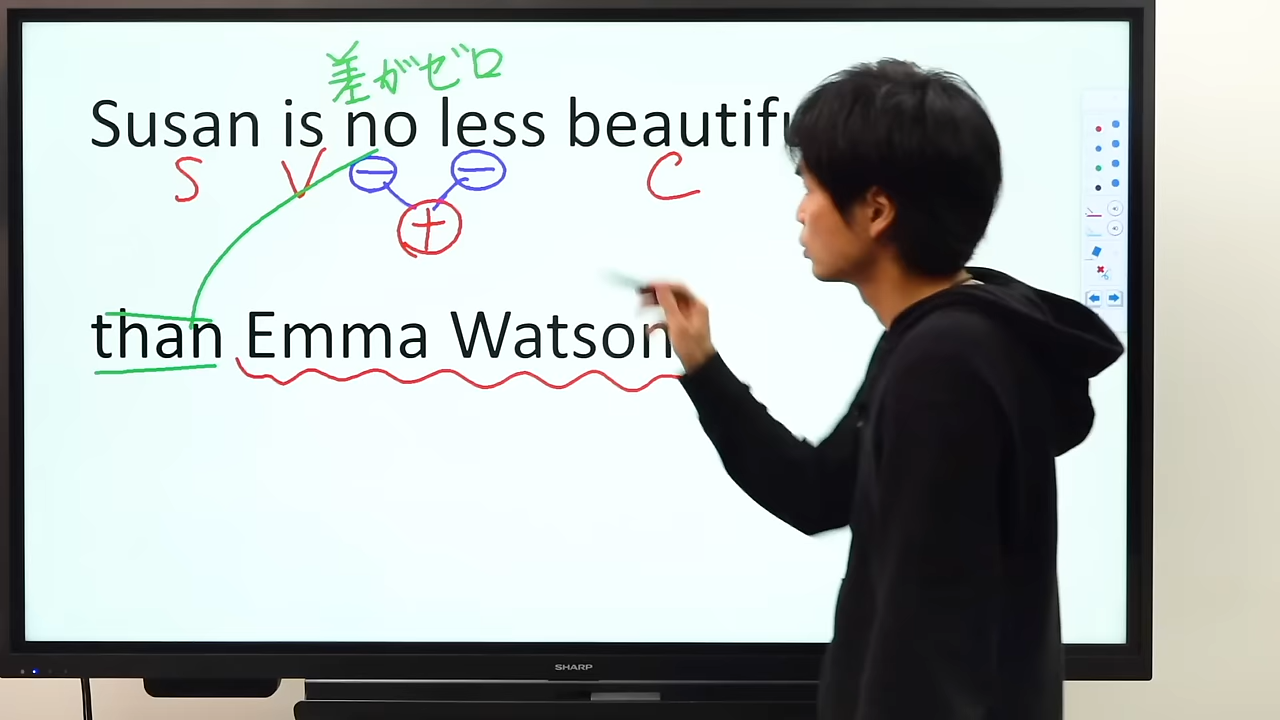 差がゼロ
Susan is no less beautifu
S V C
− −
+
than Emma Watson
SHARP